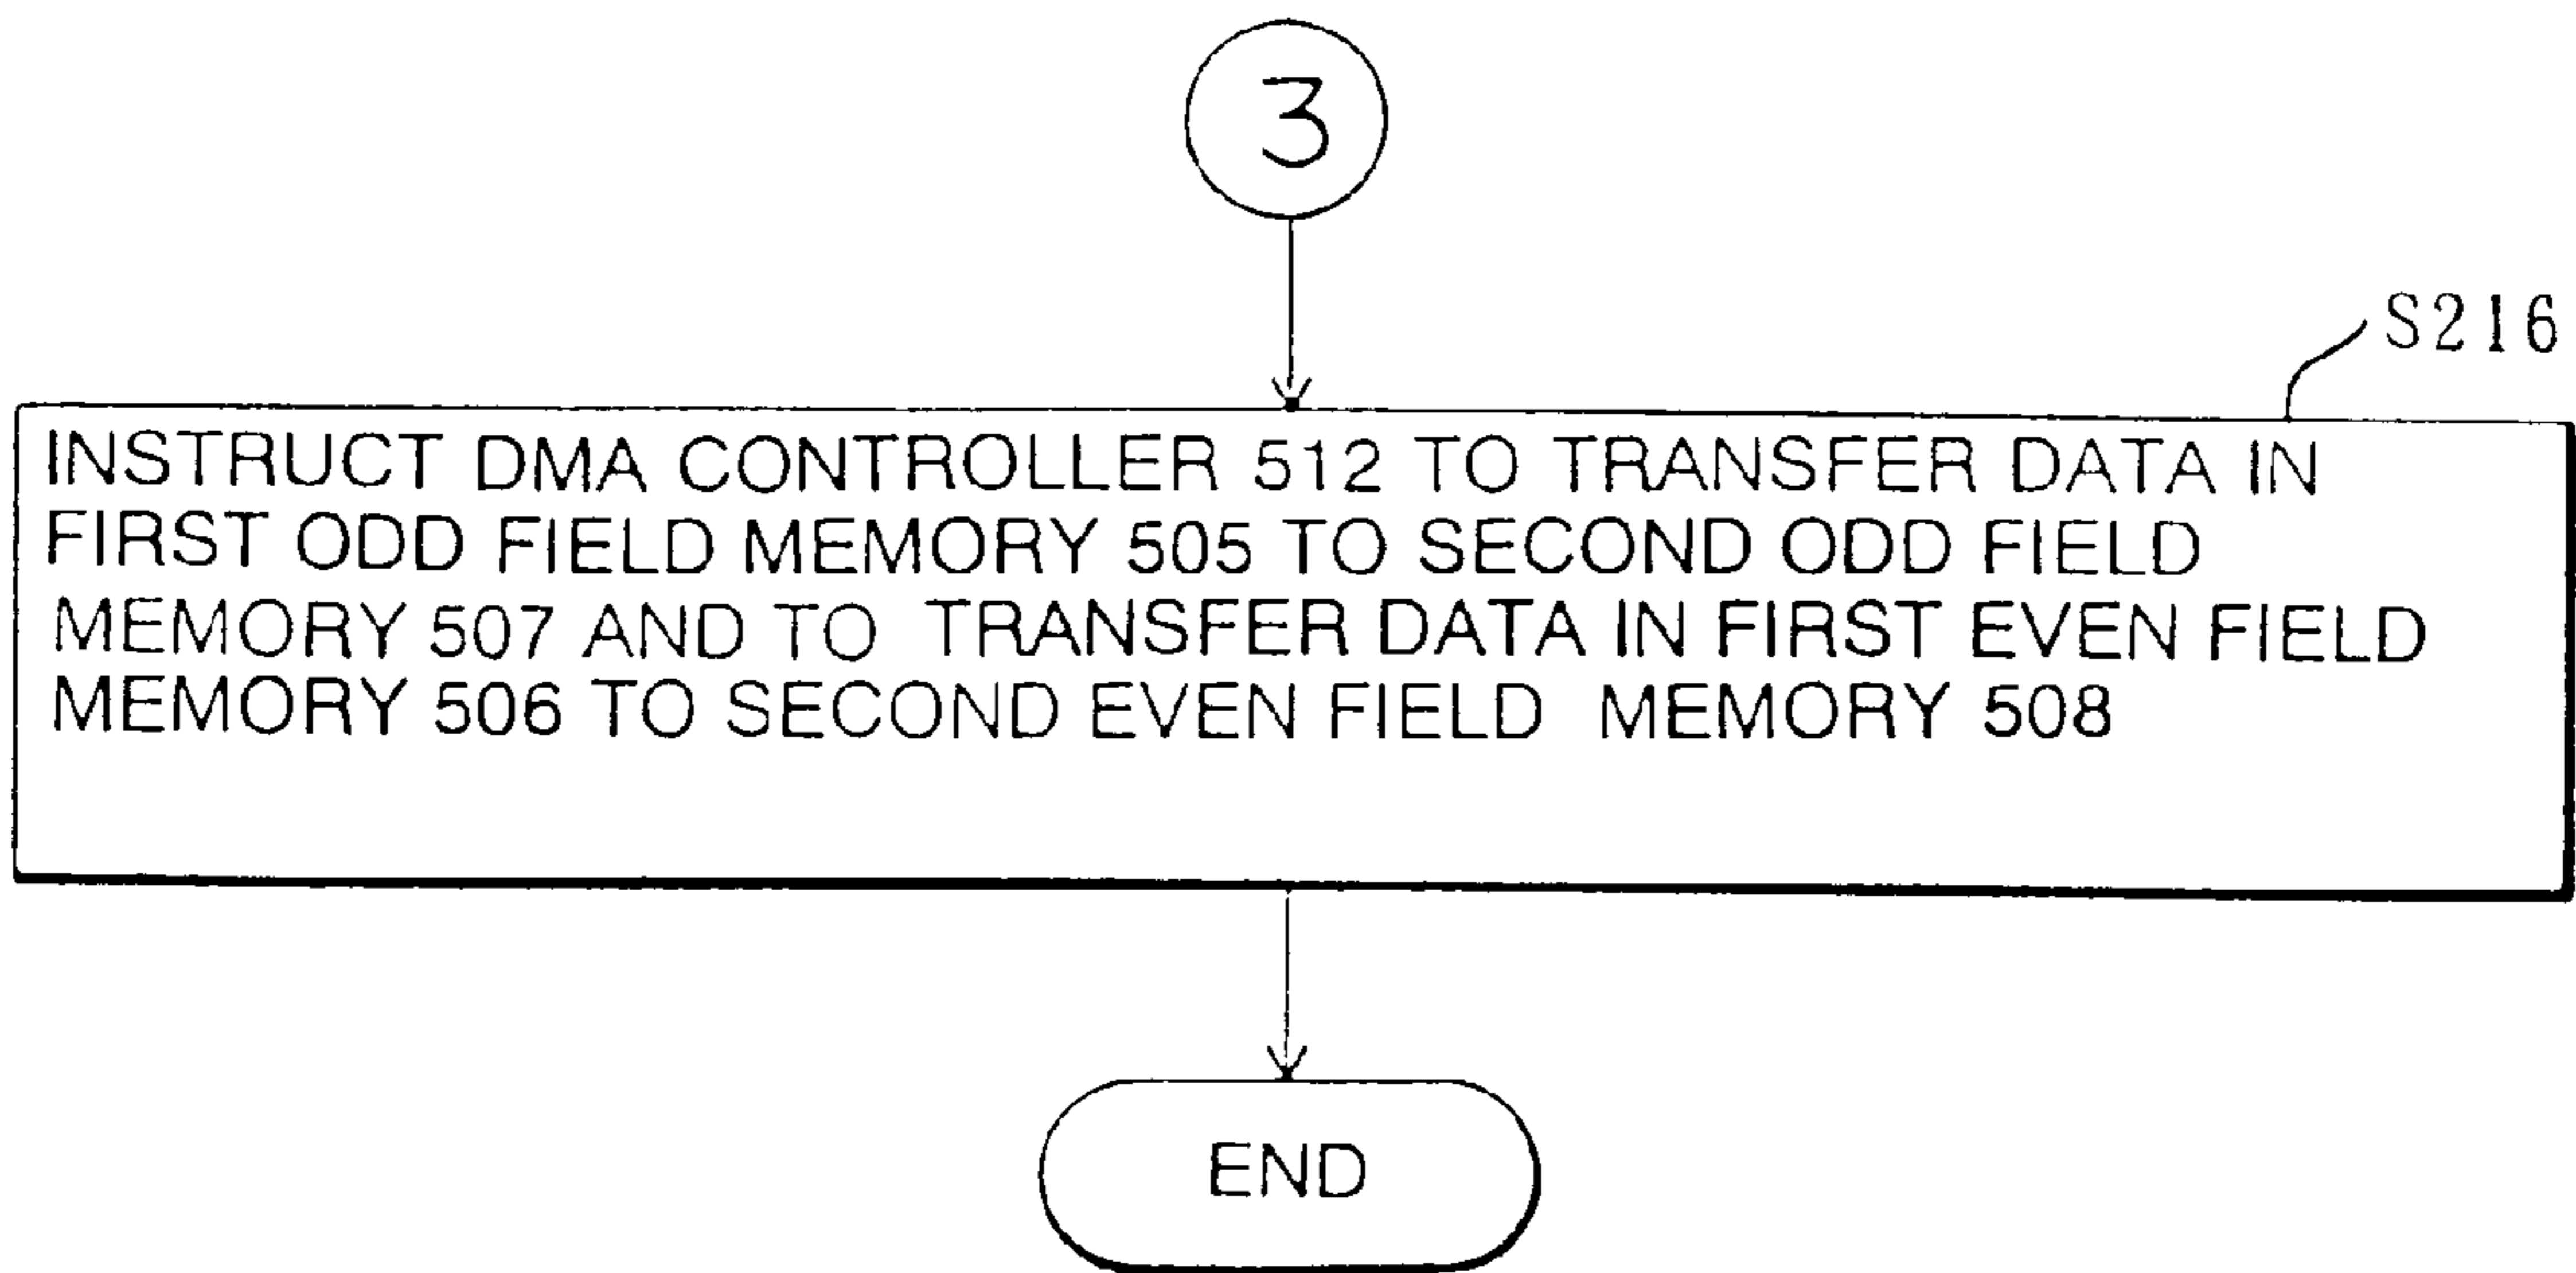 3
S216
INSTRUCT DMA CONTROLLER 512 TO TRANSFER DATA IN
FIRST ODD FIELD MEMORY 505 TO SECOND ODD FIELD
MEMORY 507 AND TO TRANSFER DATA IN FIRST EVEN FIELD
MEMORY 506 TO SECOND EVEN FIELD MEMORY 508
END